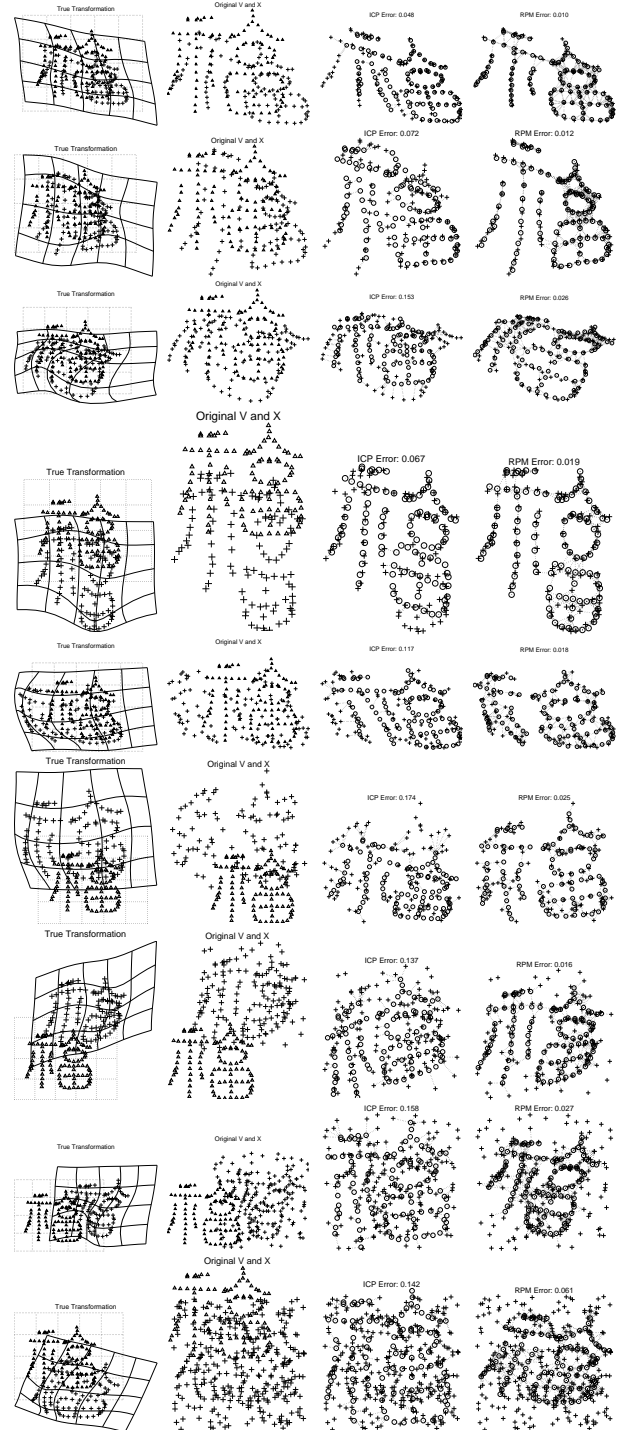 True Transformation Original V and X ICP Error: 0.048 RPM Error: 0.010
True Transformation Original V and X ICP Error: 0.072 RPM Error: 0.012
True Transformation Original V and X ICP Error: 0.153 RPM Error: 0.026
True Transformation Original V and X ICP Error: 0.067 RPM Error: 0.019
True Transformation Original V and X ICP Error: 0.117 RPM Error: 0.018
True Transformation Original V and X ICP Error: 0.174 RPM Error: 0.025
True Transformation Original V and X ICP Error: 0.137 RPM Error: 0.016
True Transformation Original V and X ICP Error: 0.158 RPM Error: 0.027
True Transformation Original V and X ICP Error: 0.142 RPM Error: 0.061